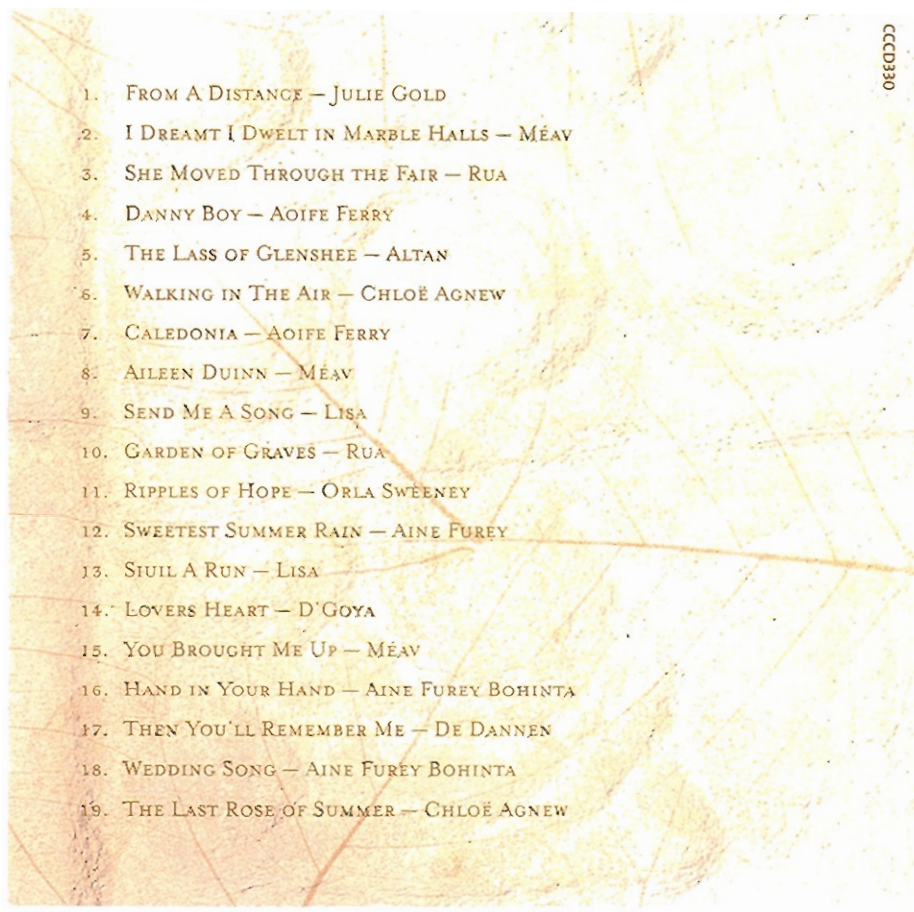 CCCD330
1. From A Distance – Julie Gold
2. I Dreamt I Dwelt in Marble Halls – Méav
3. She Moved Through the Fair – Rua
4. Danny Boy – Aoife Ferry
5. The Lass of Glenshee – Altan
6. Walking in The Air – Chloë Agnew
7. Caledonia – Aoife Ferry
8. Aileen Duinn – Méav
9. Send Me A Song – Lisa
10. Garden of Graves – Rua
11. Ripples of Hope – Orla Sweeney
12. Sweetest Summer Rain – Aine Furey
13. Siuil A Run – Lisa
14. Lovers Heart – D'Goya
15. You Brought Me Up – Méav
16. Hand in Your Hand – Aine Furey Bohinta
17. Then You'll Remember Me – De Dannen
18. Wedding Song – Aine Furey Bohinta
19. The Last Rose of Summer – Chloë Agnew